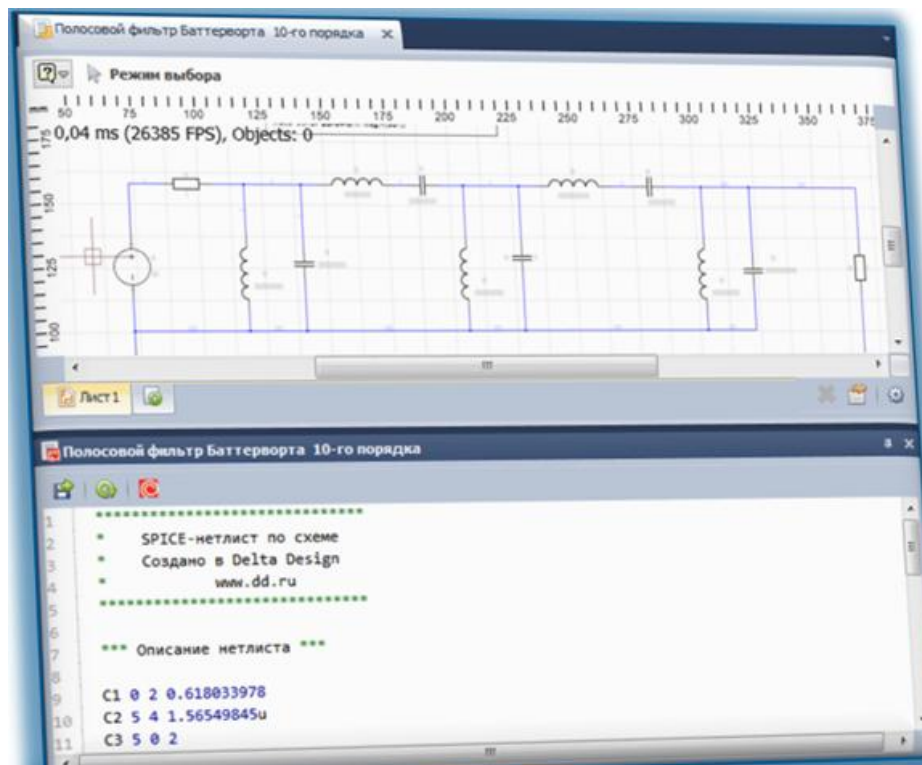 Полосовой фильтр Баттерворта 10-го порядка
Режим выбора
50 75 100 125 150 175 200 225 250 275 300 325 350 375
175
0,04 ms (26385 FPS), Objects: 0
150
125
100
Лист1
Полосовой фильтр Баттерворта 10-го порядка
1 ******************************
2 * SPICE-нетлист по схеме
3 * Создано в Delta Design
4 * www.dd.ru
5 ******************************
6
7 *** Описание нетлиста ***
8
9 C1 0 2 0.618033978
10 C2 5 4 1.56549845u
11 C3 5 0 2